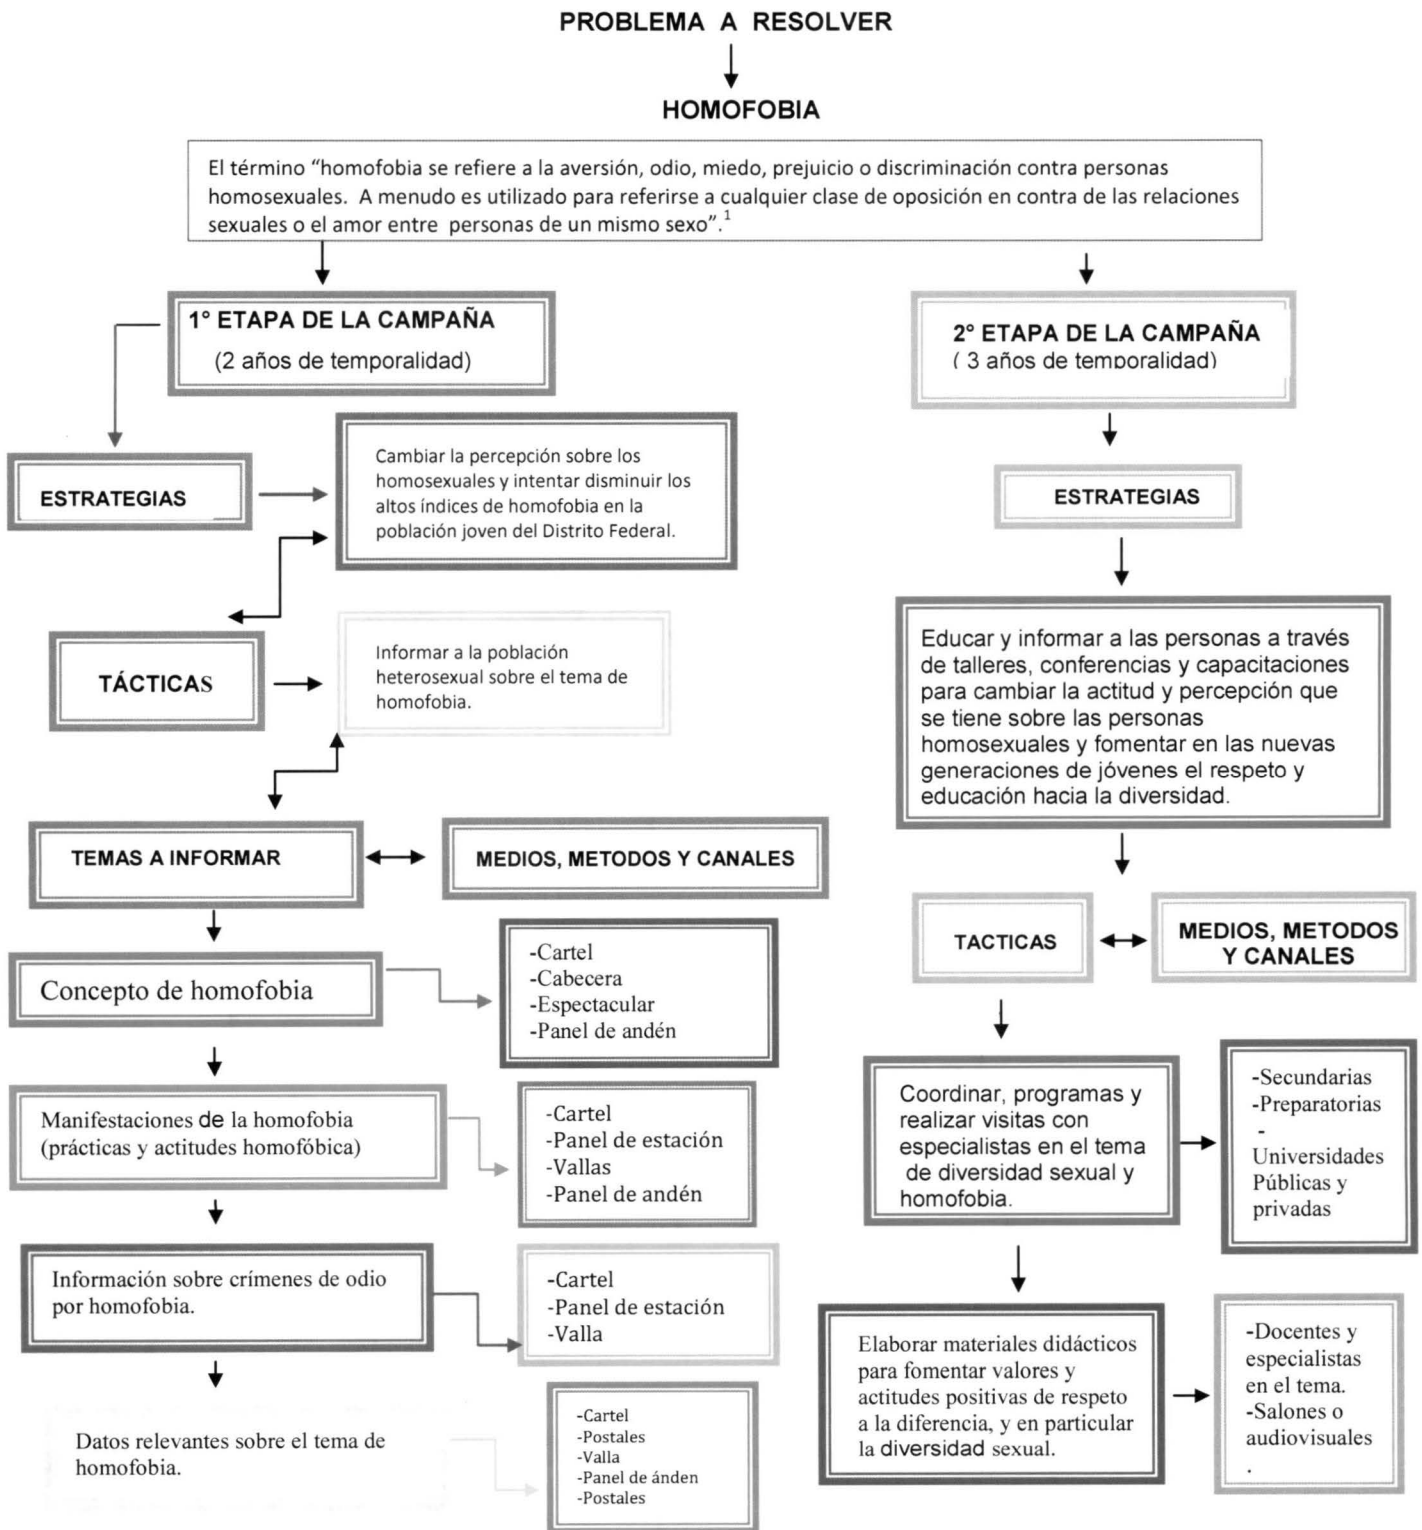 PROBLEMA A RESOLVER
HOMOFOBIA
El término “homofobia se refiere a la aversión, odio, miedo, prejuicio o discriminación contra personas
homosexuales. A menudo es utilizado para referirse a cualquier clase de oposición en contra de las relaciones
sexuales o el amor entre personas de un mismo sexo”.1
1° ETAPA DE LA CAMPAÑA
(2 años de temporalidad)
ESTRATEGIAS
Cambiar la percepción sobre los
homosexuales y intentar disminuir los
altos índices de homofobia en la
población joven del Distrito Federal.
TÁCTICAS
Informar a la población
heterosexual sobre el tema de
homofobia.
TEMAS A INFORMAR
MEDIOS, METODOS Y CANALES
Concepto de homofobia
-Cartel
-Cabecera
-Espectacular
-Panel de andén
Manifestaciones de la homofobia
(prácticas y actitudes homofóbica)
-Cartel
-Panel de estación
-Vallas
-Panel de andén
Información sobre crímenes de odio
por homofobia.
-Cartel
-Panel de estación
-Valla
Datos relevantes sobre el tema de
homofobia.
-Cartel
-Postales
-Valla
-Panel de ánden
-Postales
2° ETAPA DE LA CAMPAÑA
( 3 años de temporalidad)
ESTRATEGIAS
Educar y informar a las personas a través
de talleres, conferencias y capacitaciones
para cambiar la actitud y percepción que
se tiene sobre las personas
homosexuales y fomentar en las nuevas
generaciones de jóvenes el respeto y
educación hacia la diversidad.
TACTICAS
MEDIOS, METODOS
Y CANALES
Coordinar, programas y
realizar visitas con
especialistas en el tema
de diversidad sexual y
homofobia.
-Secundarias
-Preparatorias
-
Universidades
Públicas y
privadas
Elaborar materiales didácticos
para fomentar valores y
actitudes positivas de respeto
a la diferencia, y en particular
la diversidad sexual.
-Docentes y
especialistas
en el tema.
-Salones o
audiovisuales
.